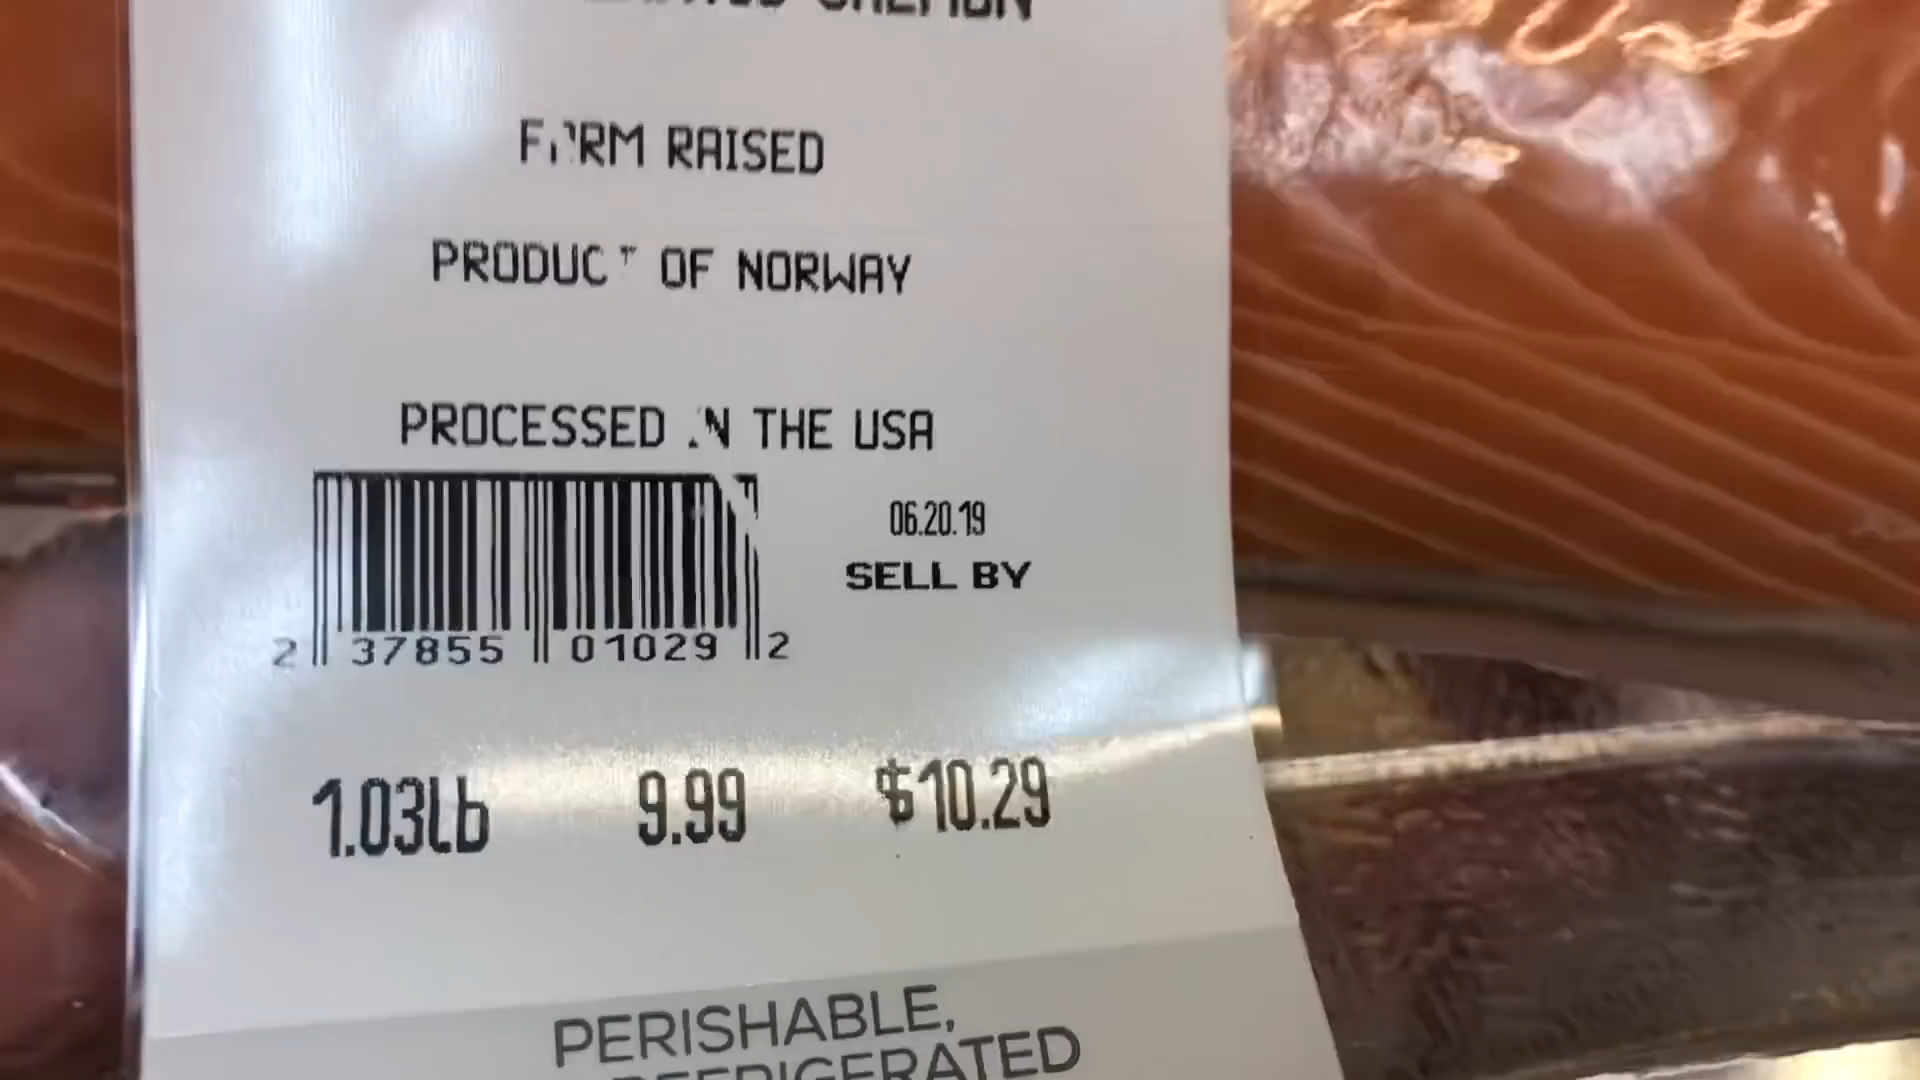 SALMON
FARM RAISED
PRODUCT OF NORWAY
PROCESSED IN THE USA
06.20.19
SELL BY
2 37855 01029 2
1.03lb 9.99 $10.29
PERISHABLE,
REFRIGERATED